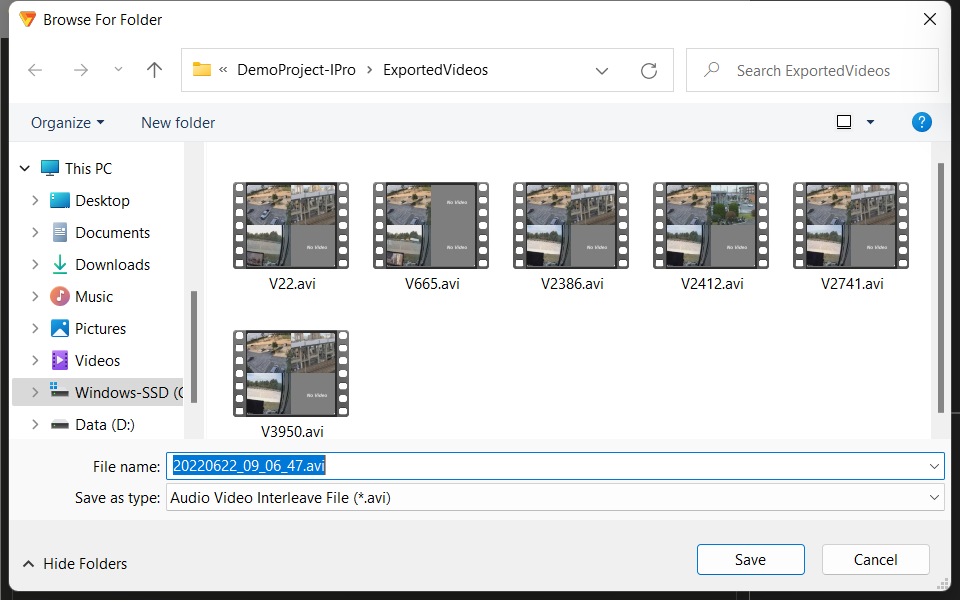 Browse For Folder
« DemoProject-IPro › ExportedVideos
Search ExportedVideos
Organize
New folder
?
This PC
Desktop
Documents
Downloads
Music
Pictures
Videos
Windows-SSD (C
Data (D:)
No Video
No Video
No Video
No Video
No Video
No Video
V22.avi
V665.avi
V2386.avi
V2412.avi
V2741.avi
No Video
V3950.avi
File name: 20220622_09_06_47.avi
Save as type: Audio Video Interleave File (*.avi)
Hide Folders
Save
Cancel